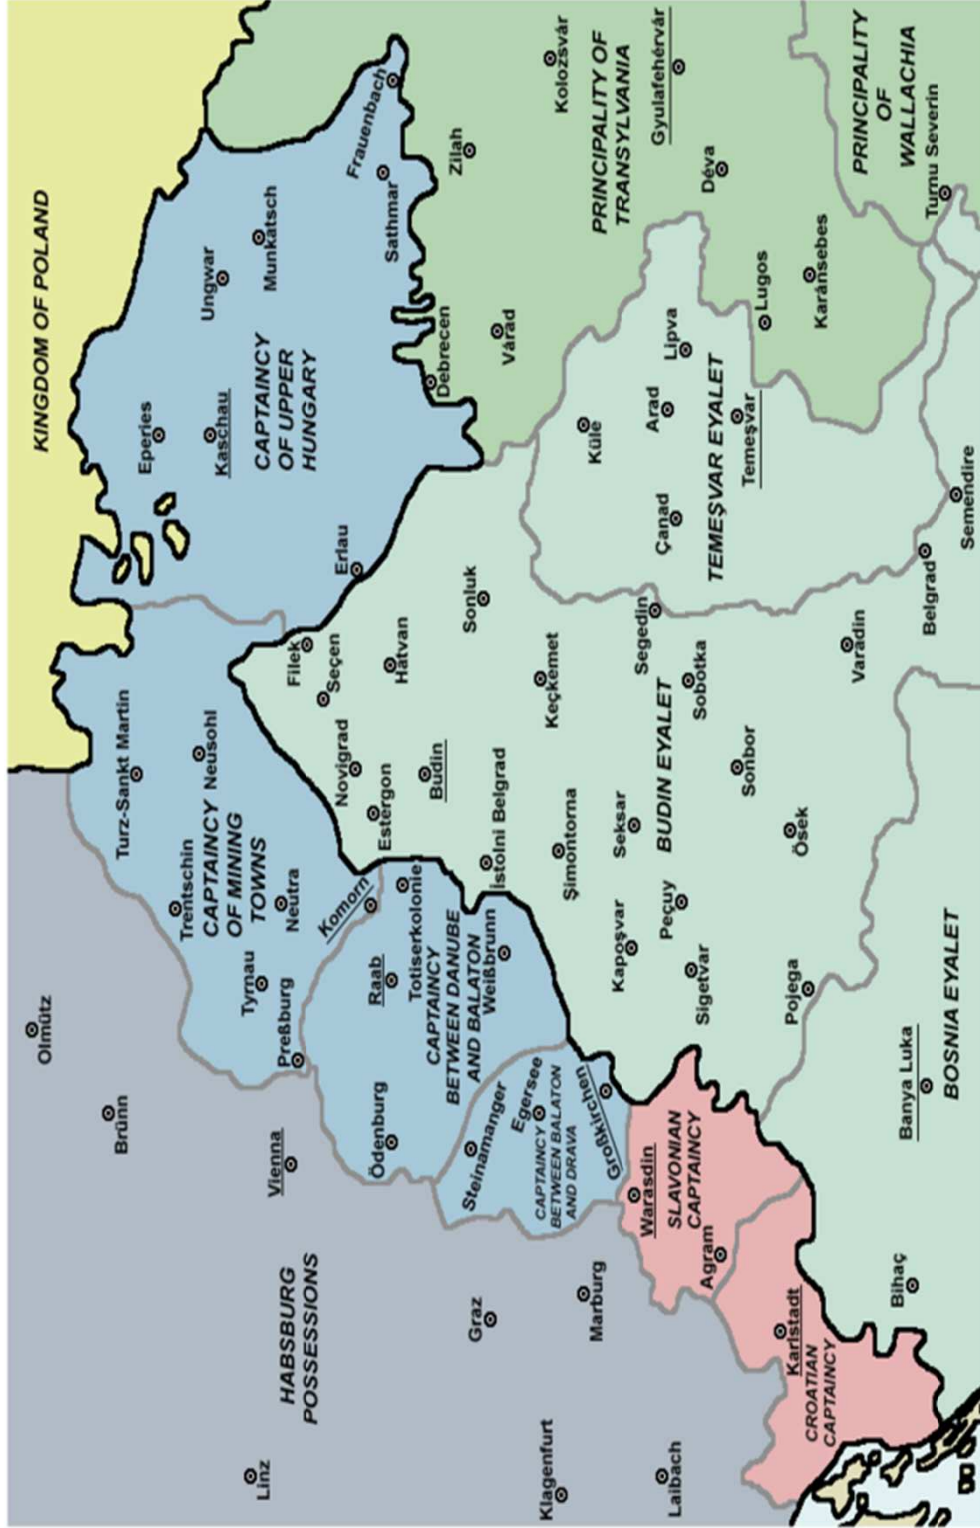 KINGDOM OF POLAND
Olmütz
Brünn
Turz-Sankt Martin
Eperies
Trentschin
Neusohl
CAPTAINCY
OF MINING
TOWNS
Kaschau
Ungwar
Linz
Vienna
Tyrnau
Preßburg
Neutra
CAPTAINCY
OF UPPER
HUNGARY
Munkatsch
HABSBURG
POSSESSIONS
Filek
Seçen
Erlau
Komorn
Novigrad
Estergon
Hatvan
Frauenbach
Sathmar
Ödenburg
Raab
Totiserkolonie
CAPTAINCY
BETWEEN DANUBE
AND BALATON
Weißbrunn
Budin
Debrecen
Zilah
Graz
Steinamanger
İstolni Belgrad
Sonluk
Várad
Egersee
CAPTAINCY
BETWEEN BALATON
AND DRAVA
Klagenfurt
Marburg
Großkirchen
Şimontorna
Keçkemet
Küle
Kolozsvár
PRINCIPALITY OF
TRANSYLVANIA
Laibach
Warasdin
SLAVONIAN
CAPTAINCY
Kapoşvar
Seksar
BUDIN EYALET
Segedin
Arad
Lipva
Gyulafehérvár
Agram
Sigetvar
Peçuy
Sobotka
Çanad
TEMEŞVAR EYALET
Déva
Sonbor
Temeşvar
Lugos
Karlstadt
CROATIAN
CAPTAINCY
Pojega
Ösek
Karánsebes
Varadin
PRINCIPALITY
OF
WALLACHIA
Bihaç
Banya Luka
BOSNIA EYALET
Belgrad
Semendire
Turnu Severin